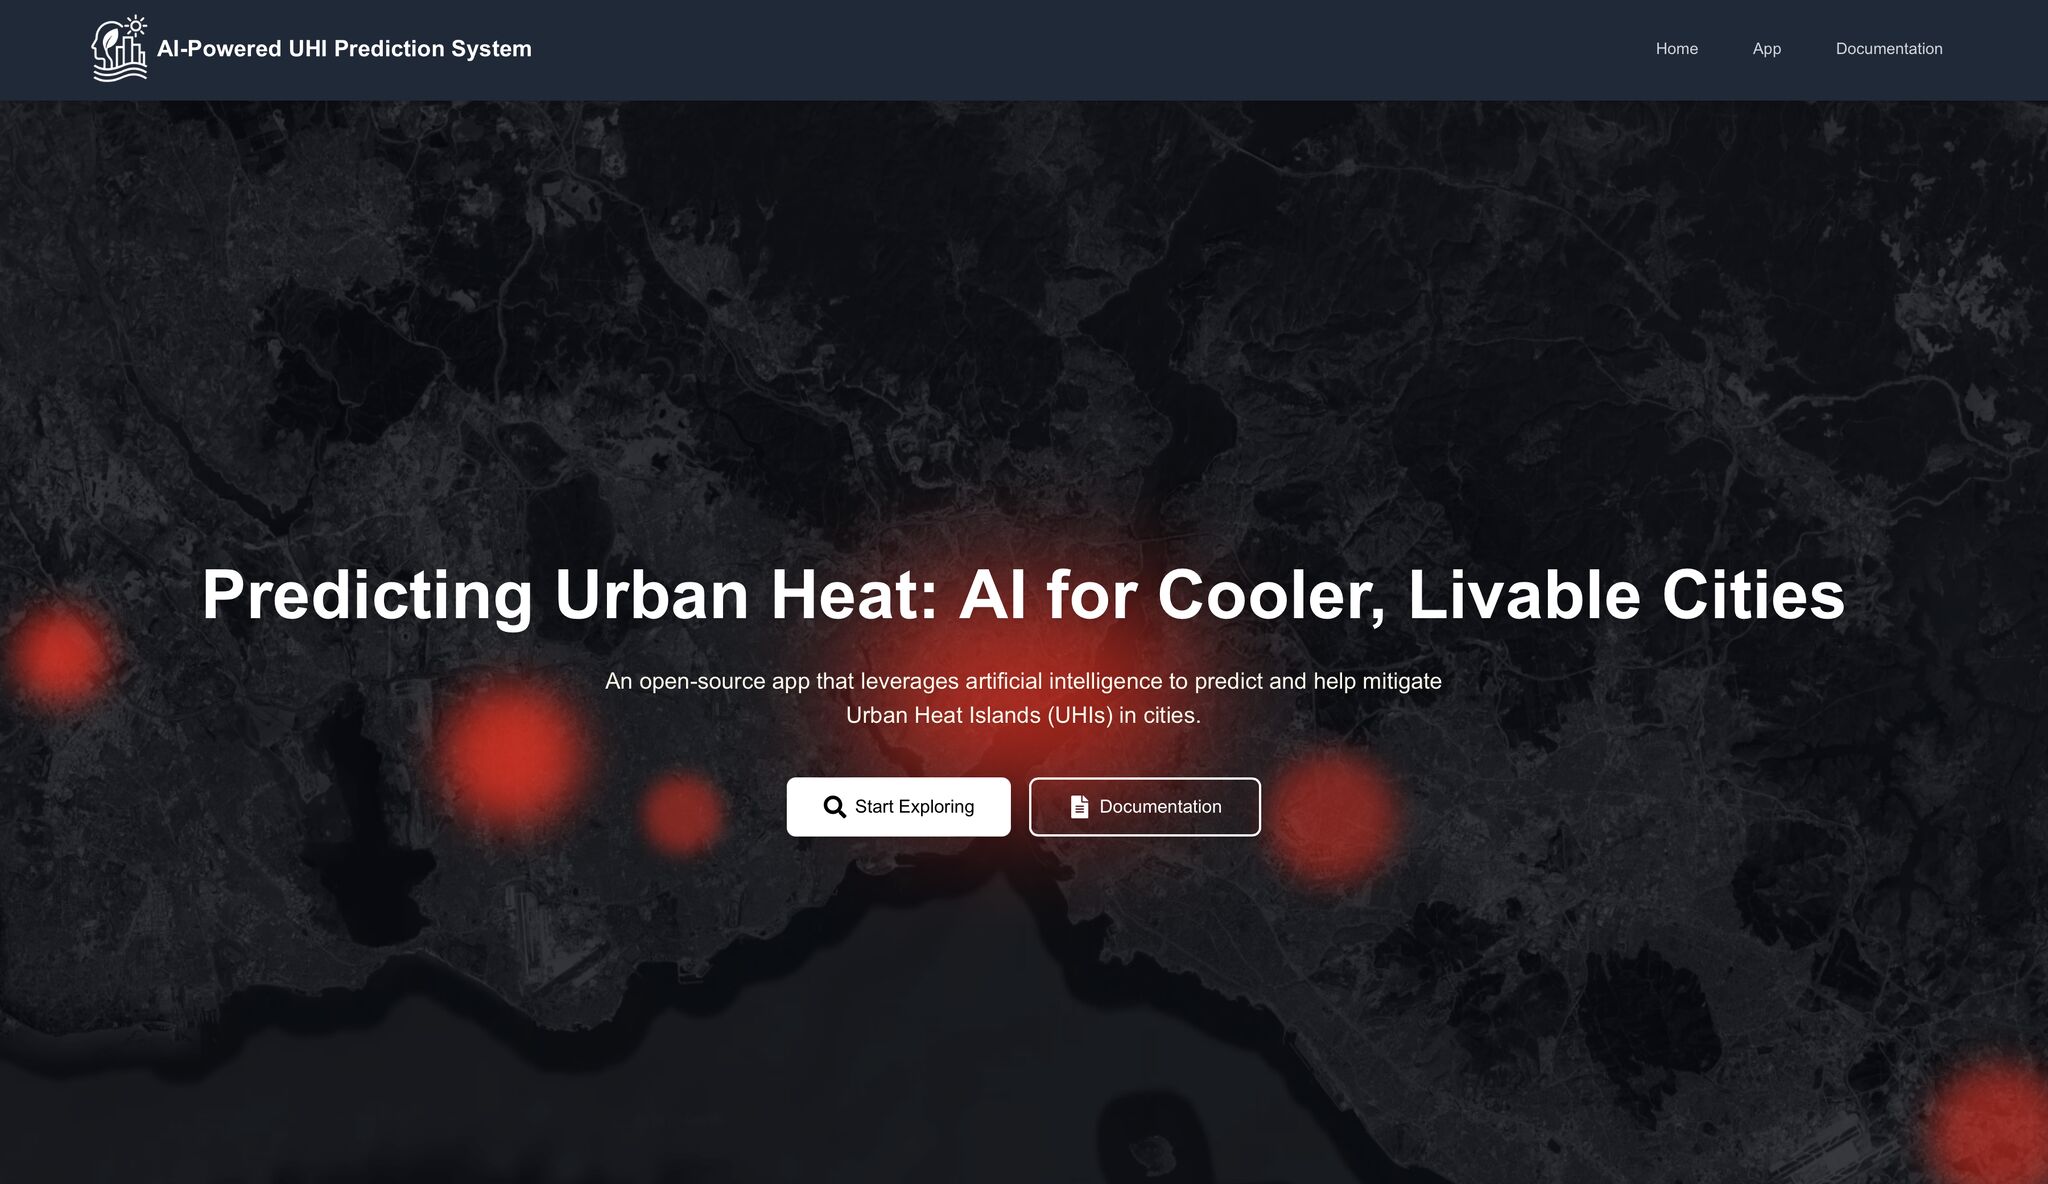 AI-Powered UHI Prediction System
Home
App
Documentation
Predicting Urban Heat: AI for Cooler, Livable Cities
An open-source app that leverages artificial intelligence to predict and help mitigate
Urban Heat Islands (UHIs) in cities.
Start Exploring
Documentation